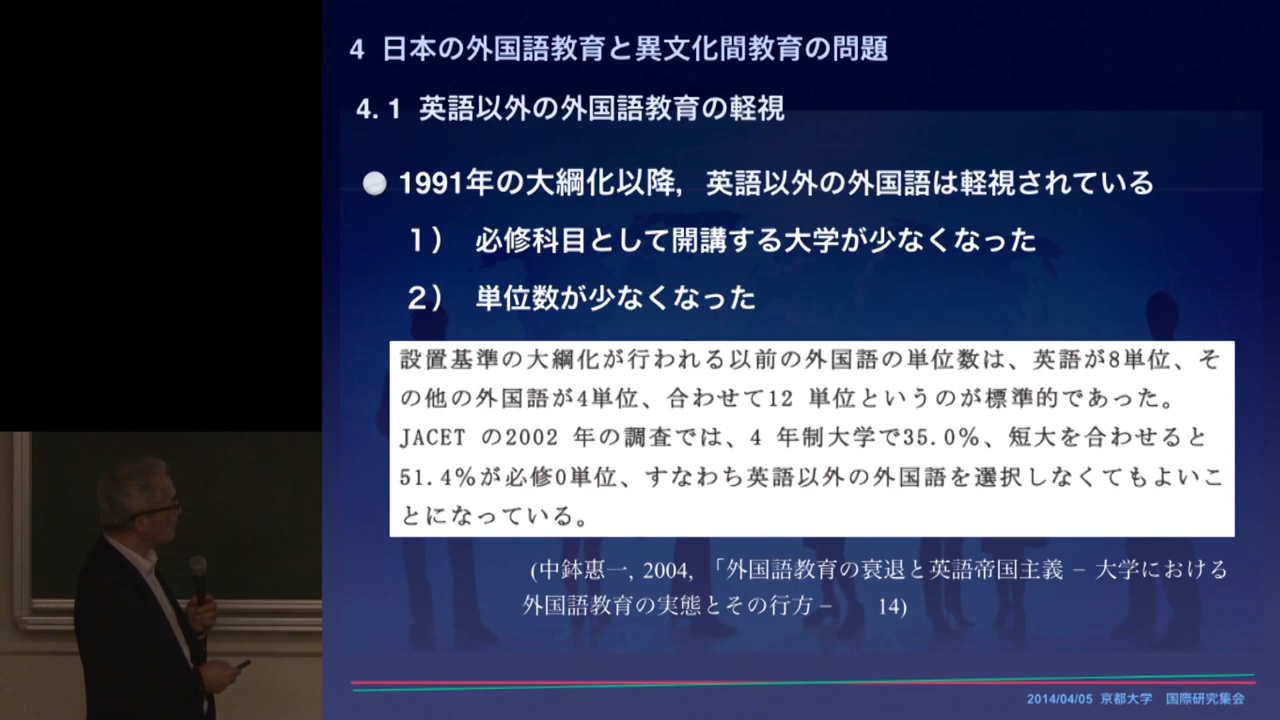 4 日本の外国語教育と異文化間教育の問題
4. 1 英語以外の外国語教育の軽視
1991年の大綱化以降, 英語以外の外国語は軽視されている
１） 必修科目として開講する大学が少なくなった
２） 単位数が少なくなった
設置基準の大綱化が行われる以前の外国語の単位数は、英語が8単位、そ
の他の外国語が4単位、合わせて12 単位というのが標準的であった。
JACET の2002 年の調査では、4 年制大学で35.0%、短大を合わせると
51.4%が必修0単位、すなわち英語以外の外国語を選択しなくてもよいこ
とになっている。
(中鉢惠一, 2004, 「外国語教育の衰退と英語帝国主義 – 大学における
外国語教育の実態とその行方 – 14)
2014/04/05 京都大学 国際研究集会